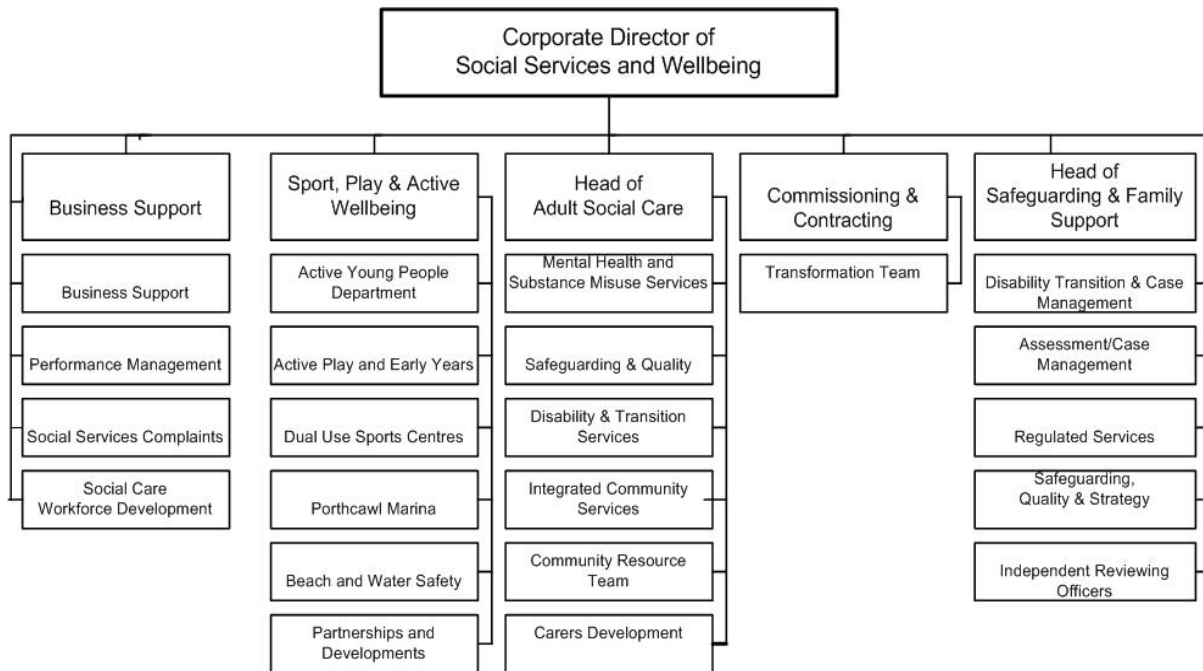 Corporate Director of
Social Services and Wellbeing
Business Support
Business Support
Performance Management
Social Services Complaints
Social Care
Workforce Development
Sport, Play & Active
Wellbeing
Active Young People
Department
Active Play and Early Years
Dual Use Sports Centres
Porthcawl Marina
Beach and Water Safety
Partnerships and
Developments
Head of
Adult Social Care
Mental Health and
Substance Misuse Services
Safeguarding & Quality
Disability & Transition
Services
Integrated Community
Services
Community Resource
Team
Carers Development
Commissioning &
Contracting
Transformation Team
Head of
Safeguarding & Family
Support
Disability Transition & Case
Management
Assessment/Case
Management
Regulated Services
Safeguarding,
Quality & Strategy
Independent Reviewing
Officers